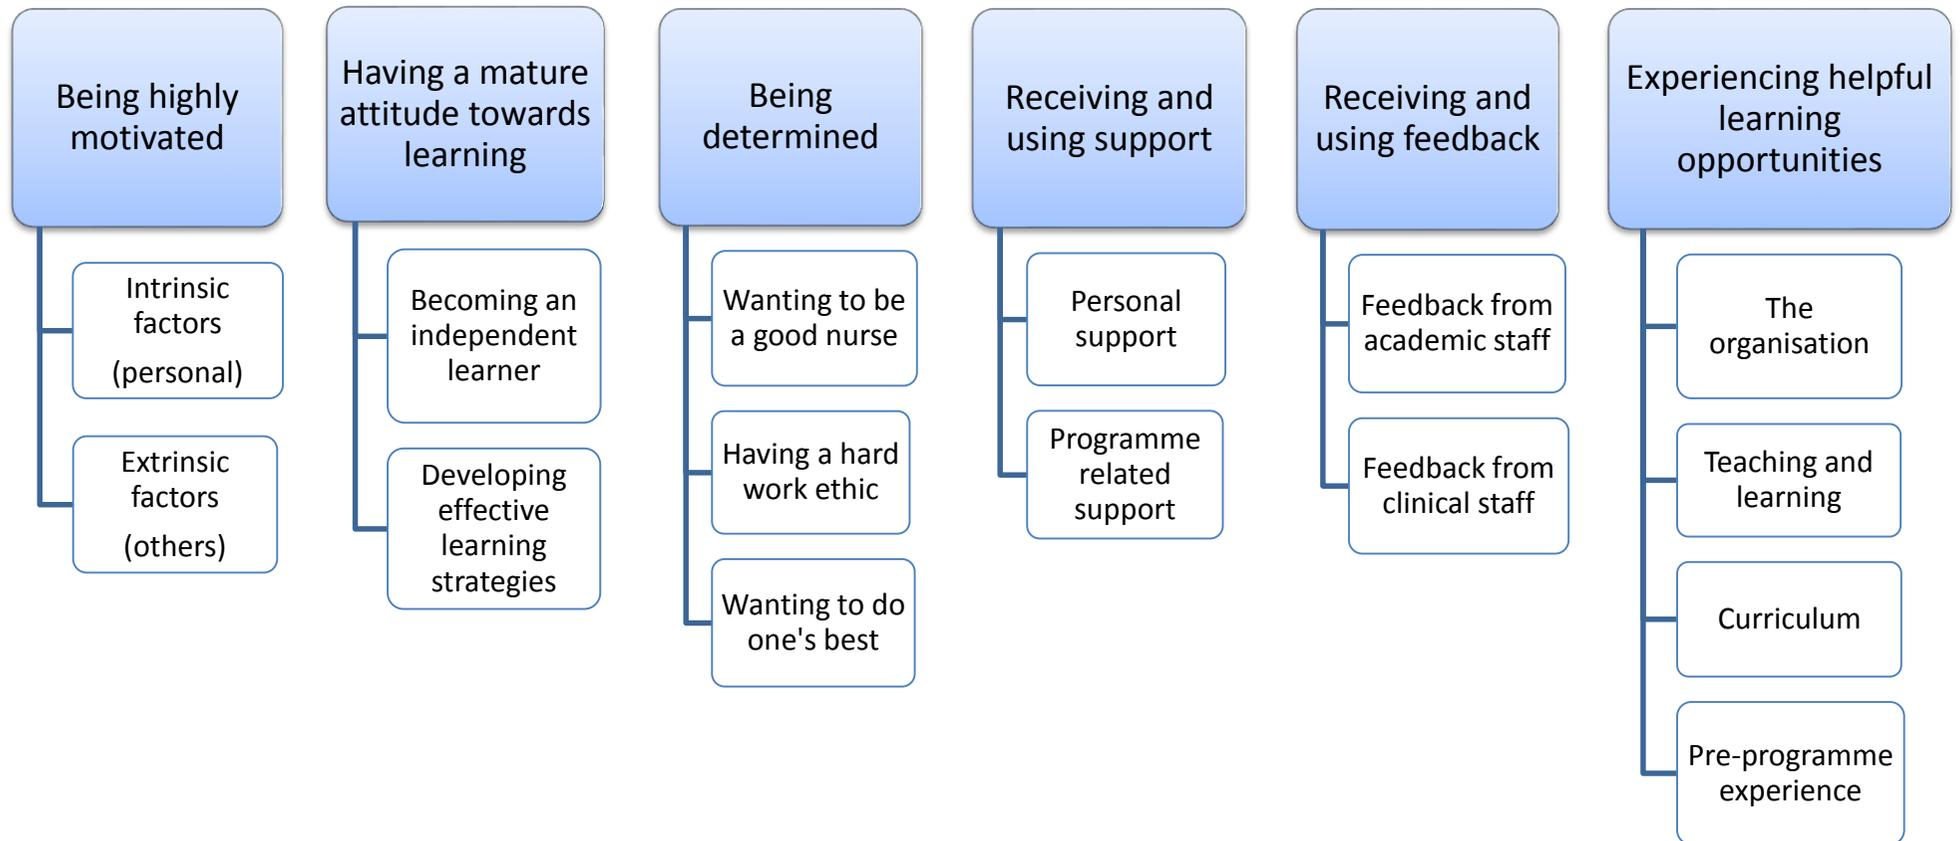 Being highly
motivated
Intrinsic
factors
(personal)
Extrinsic
factors
(others)
Having a mature
attitude towards
learning
Becoming an
independent
learner
Developing
effective
learning
strategies
Being
determined
Wanting to be
a good nurse
Having a hard
work ethic
Wanting to do
one's best
Receiving and
using support
Personal
support
Programme
related
support
Receiving and
using feedback
Feedback from
academic staff
Feedback from
clinical staff
Experiencing helpful
learning
opportunities
The
organisation
Teaching and
learning
Curriculum
Pre-programme
experience